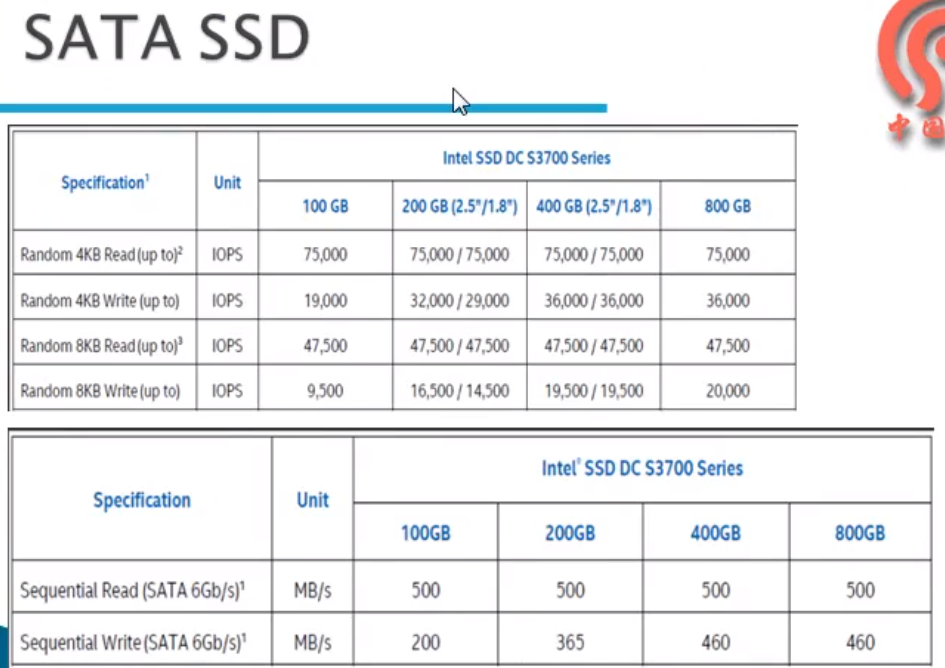 SATA SSD
中国
Specification¹ Unit Intel SSD DC S3700 Series
100 GB 200 GB (2.5"/1.8") 400 GB (2.5"/1.8") 800 GB
Random 4KB Read (up to)² IOPS 75,000 75,000 / 75,000 75,000 / 75,000 75,000
Random 4KB Write (up to) IOPS 19,000 32,000 / 29,000 36,000 / 36,000 36,000
Random 8KB Read (up to)³ IOPS 47,500 47,500 / 47,500 47,500 / 47,500 47,500
Random 8KB Write (up to) IOPS 9,500 16,500 / 14,500 19,500 / 19,500 20,000
Specification Unit Intel® SSD DC S3700 Series
100GB 200GB 400GB 800GB
Sequential Read (SATA 6Gb/s)¹ MB/s 500 500 500 500
Sequential Write (SATA 6Gb/s)¹ MB/s 200 365 460 460